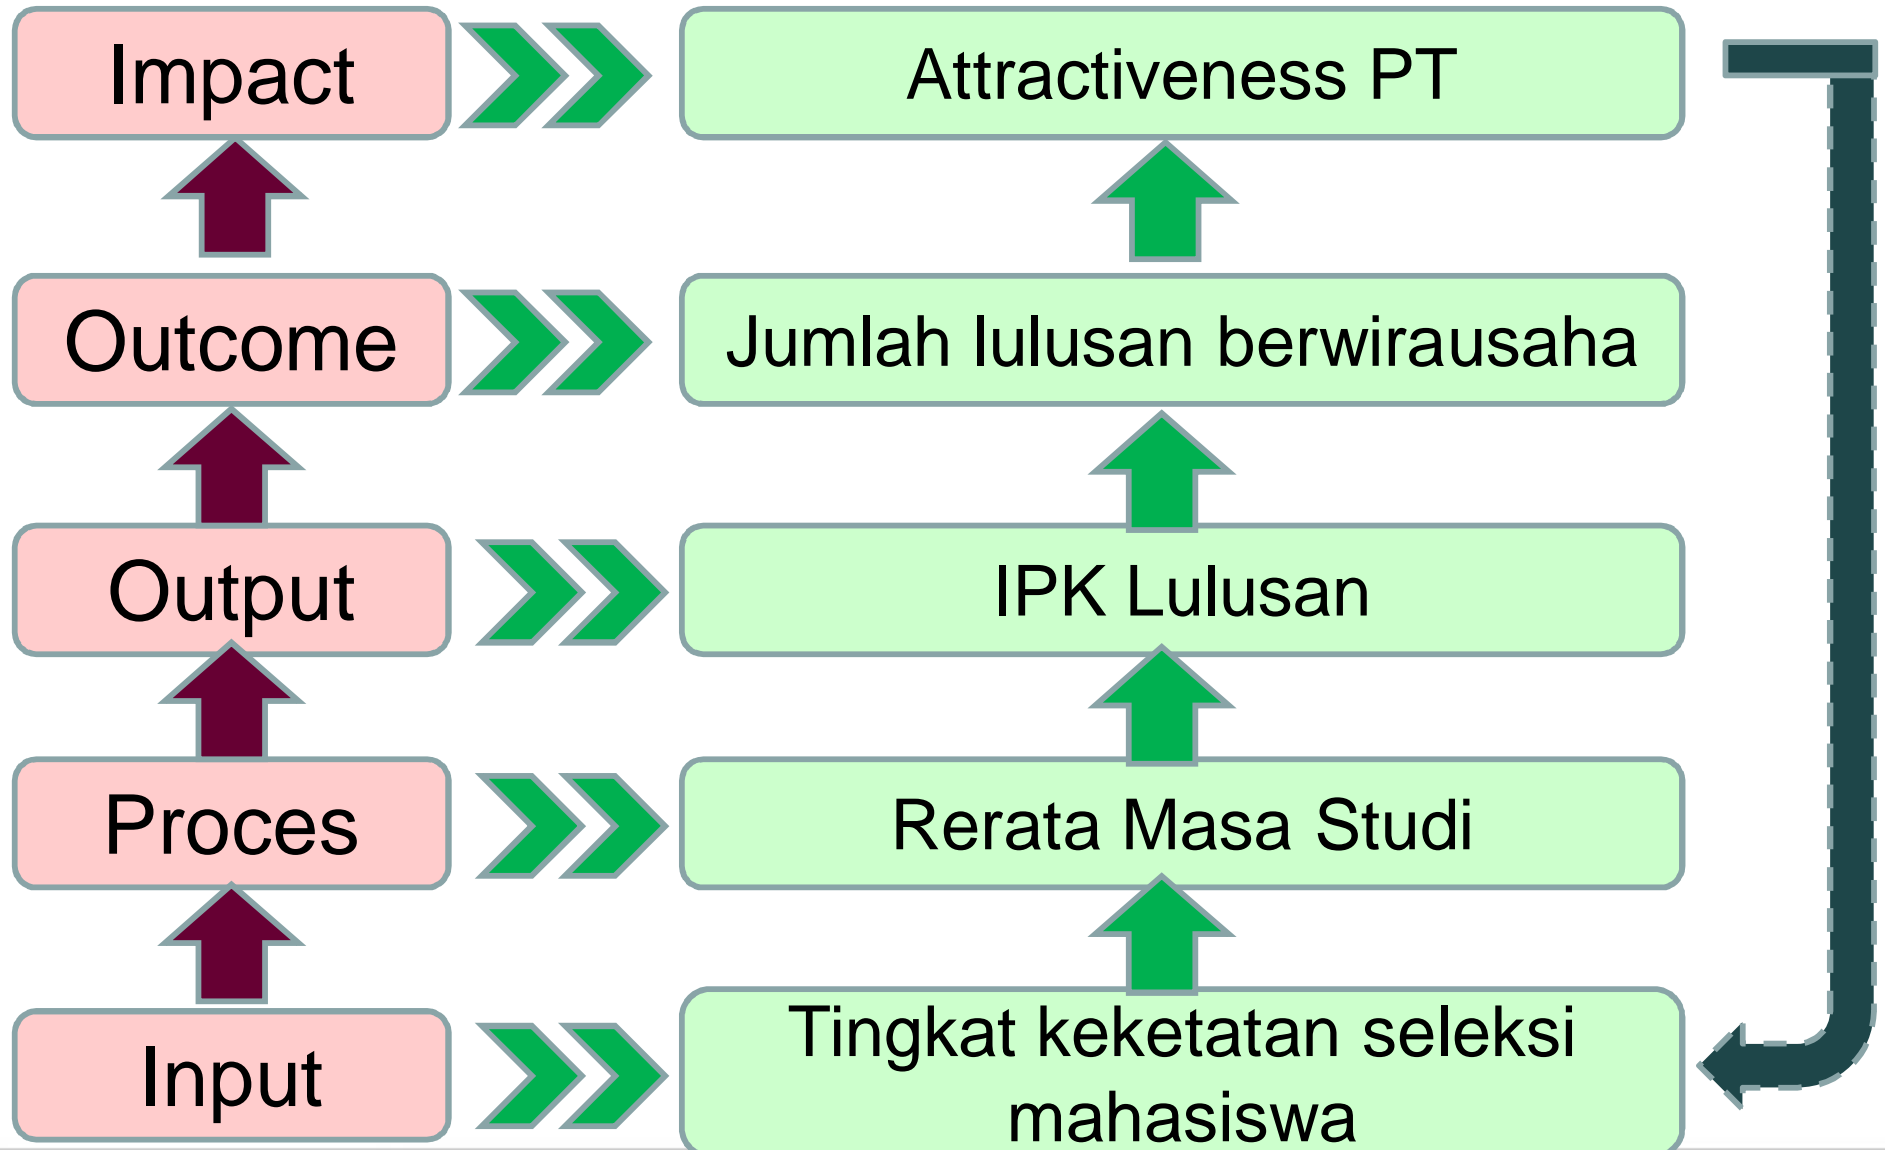 Impact
Attractiveness PT
Outcome
Jumlah lulusan berwirausaha
Output
IPK Lulusan
Proces
Rerata Masa Studi
Input
Tingkat keketatan seleksi
mahasiswa